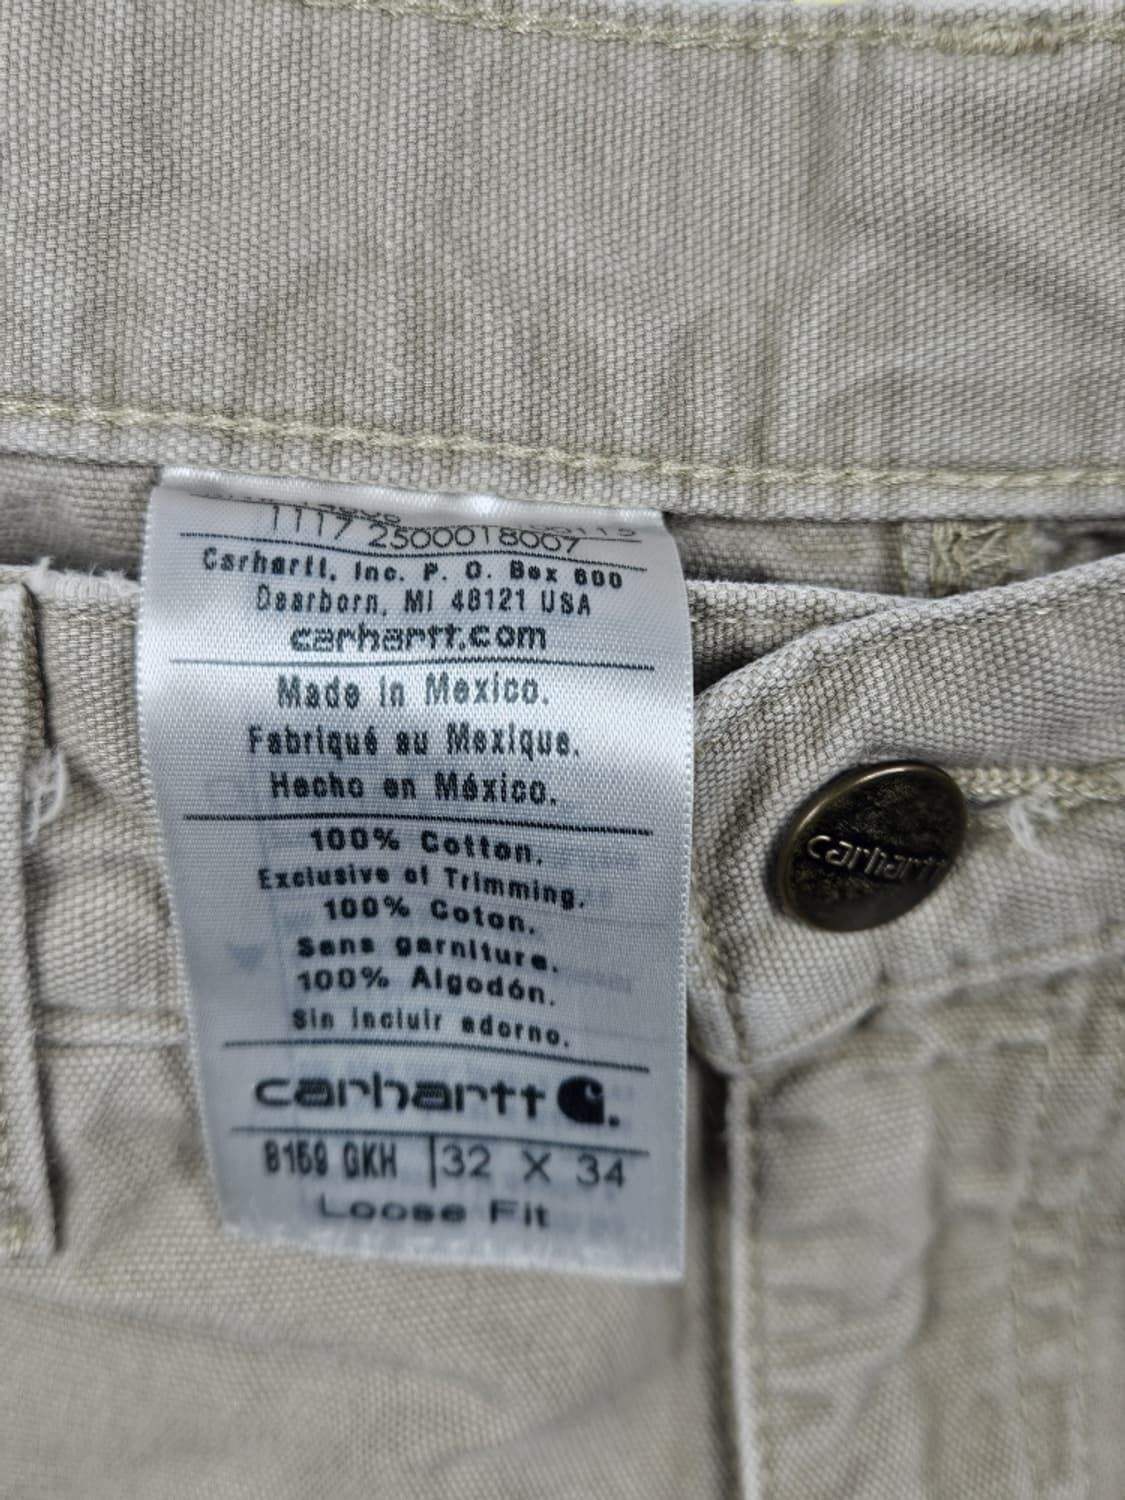 1117 2500018007
Carhartt, Inc. P. O. Box 600
Dearborn, MI 48121 USA
carhartt.com
Made in Mexico.
Fabriqué au Mexique.
Hecho en México.
100% Cotton.
Exclusive of Trimming.
100% Coton.
Sans garniture.
100% Algodón.
Sin incluir adorno.
carhartt
8159 GKH 32 X 34
Loose Fit
carhartt